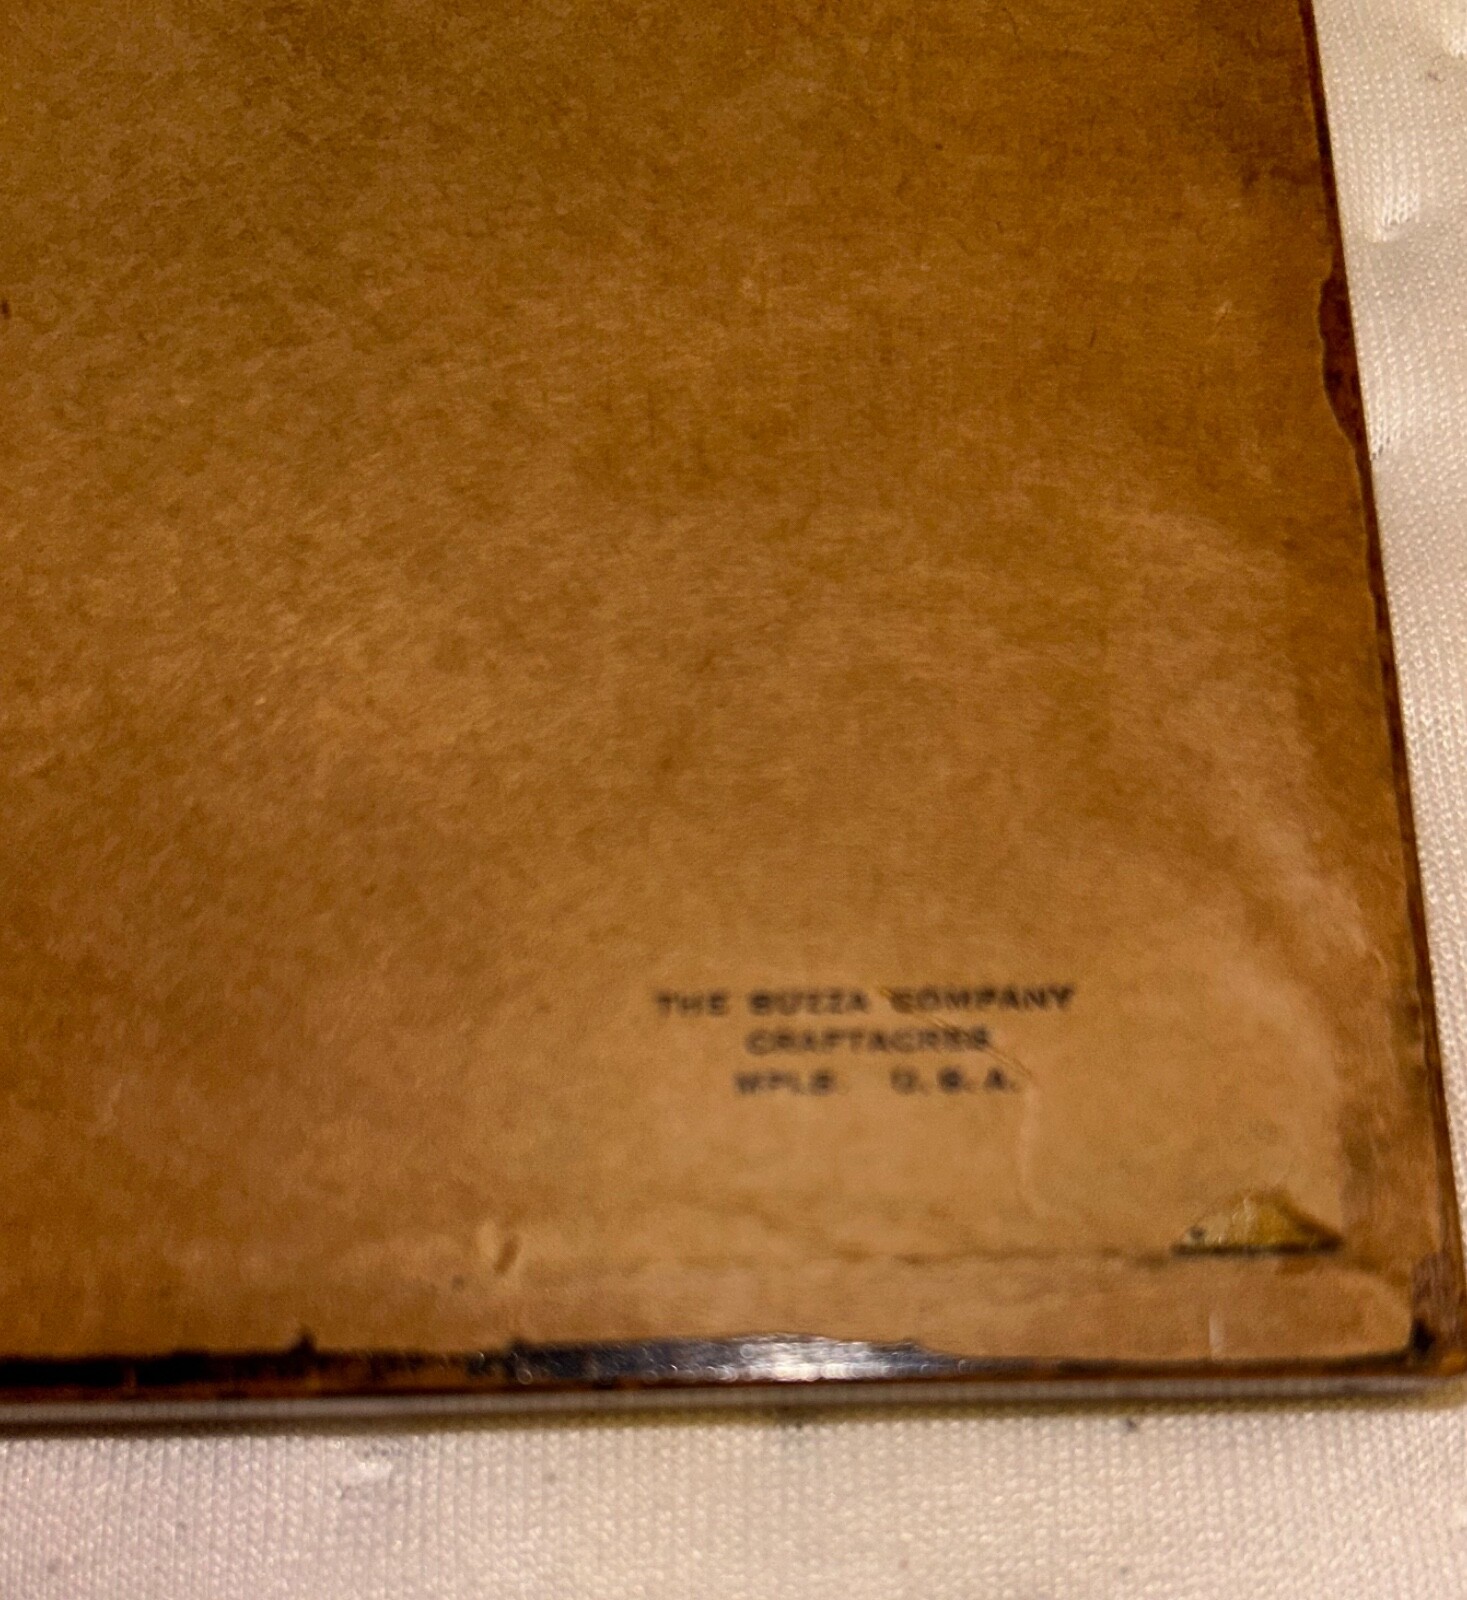 THE BUZZA COMPANY
CRAFTACRES
MPLS. U.S.A.